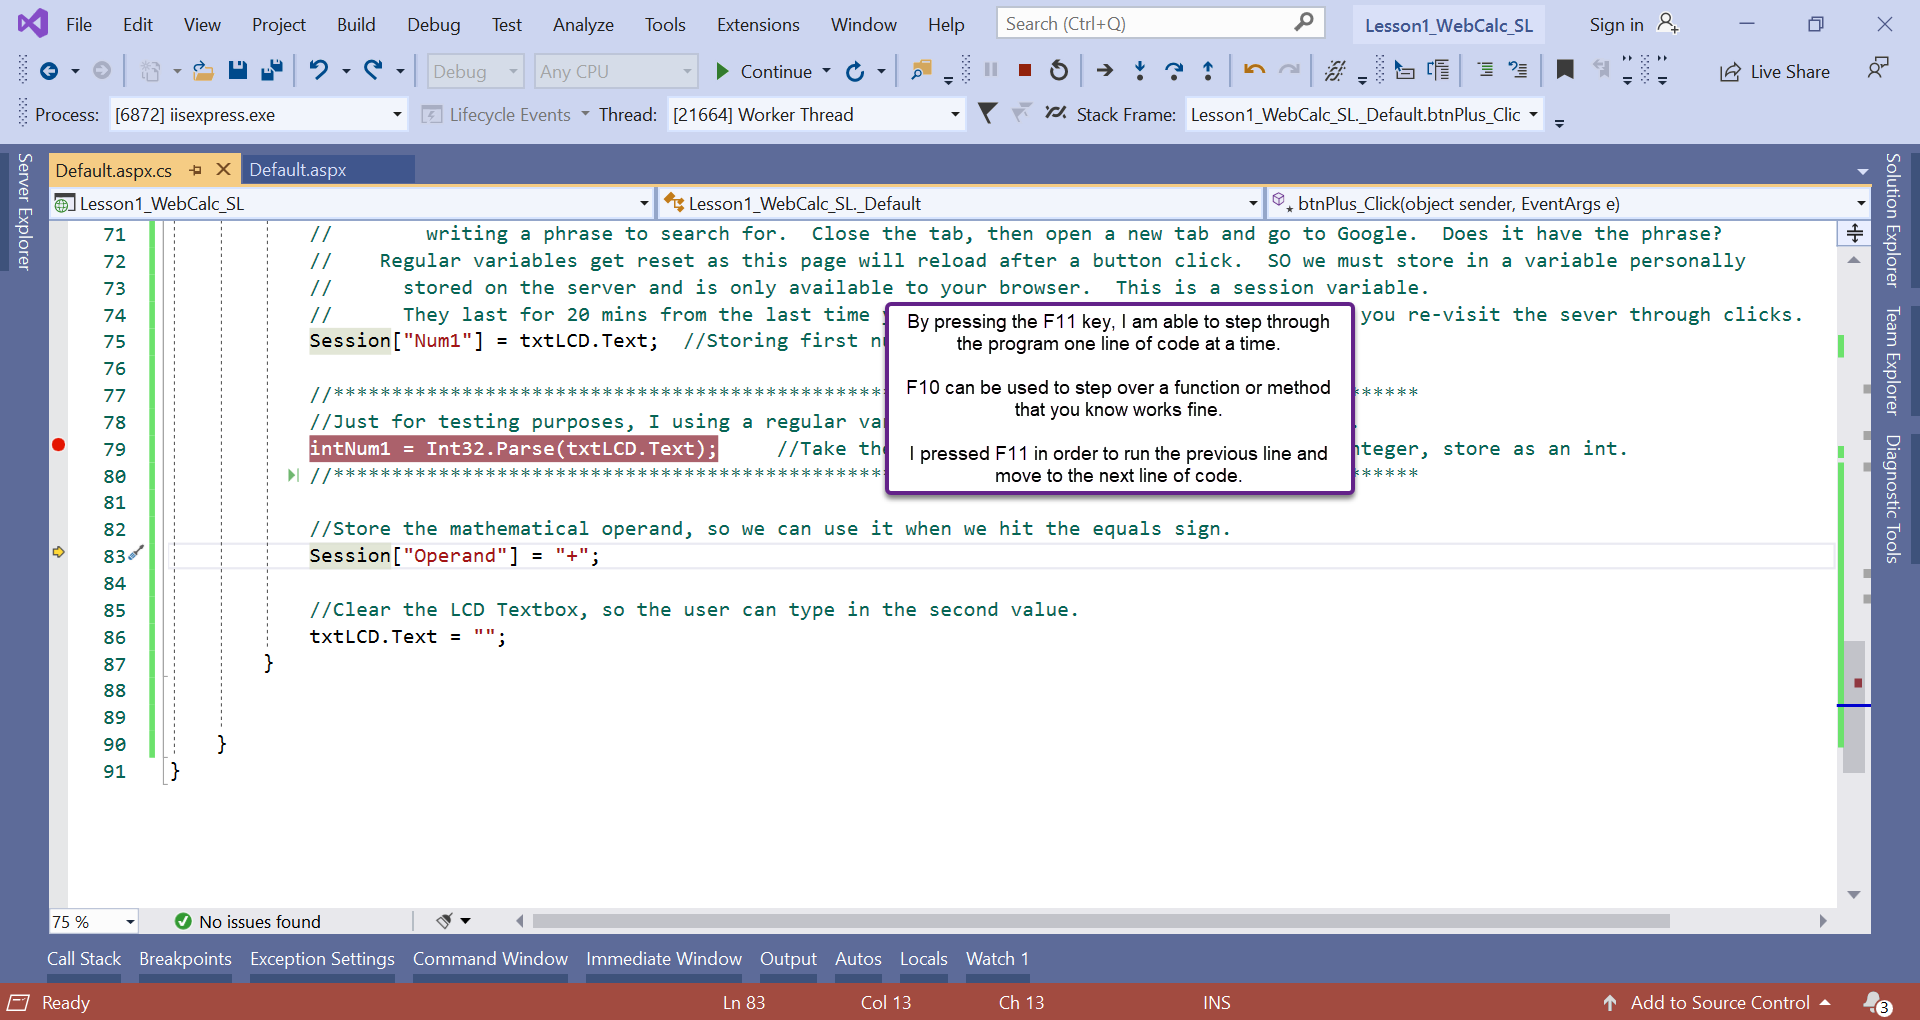 File Edit View Project Build Debug Test Analyze Tools Extensions Window Help Search (Ctrl+Q) Lesson1_WebCalc_SL Sign in
Debug Any CPU Continue Live Share
Process: [6872] iisexpress.exe Lifecycle Events Thread: [21664] Worker Thread Stack Frame: Lesson1_WebCalc_SL._Default.btnPlus_Clic
Server Explorer
Default.aspx.cs Default.aspx
Lesson1_WebCalc_SL Lesson1_WebCalc_SL._Default btnPlus_Click(object sender, EventArgs e)
71 // writing a phrase to search for. Close the tab, then open a new tab and go to Google. Does it have the phrase?
72 // Regular variables get reset as this page will reload after a button click. SO we must store in a variable personally
73 // stored on the server and is only available to your browser. This is a session variable.
74 // They last for 20 mins from the last time you re-visit the sever through clicks.
75 Session["Num1"] = txtLCD.Text; //Storing first
76
77 //************************************************
78 //Just for testing purposes, I using a regular
79 intNum1 = Int32.Parse(txtLCD.Text); //Take store as an int.
80 //************************************************
81
82 //Store the mathematical operand, so we can use it when we hit the equals sign.
83 Session["Operand"] = "+";
84
85 //Clear the LCD Textbox, so the user can type in the second value.
86 txtLCD.Text = "";
87 }
88
89
90 }
91 }
By pressing the F11 key, I am able to step through
the program one line of code at a time.
F10 can be used to step over a function or method
that you know works fine.
I pressed F11 in order to run the previous line and
move to the next line of code.
Solution Explorer
Team Explorer
Diagnostic Tools
75 % No issues found
Call Stack Breakpoints Exception Settings Command Window Immediate Window Output Autos Locals Watch 1
Ready Ln 83 Col 13 Ch 13 INS Add to Source Control 3